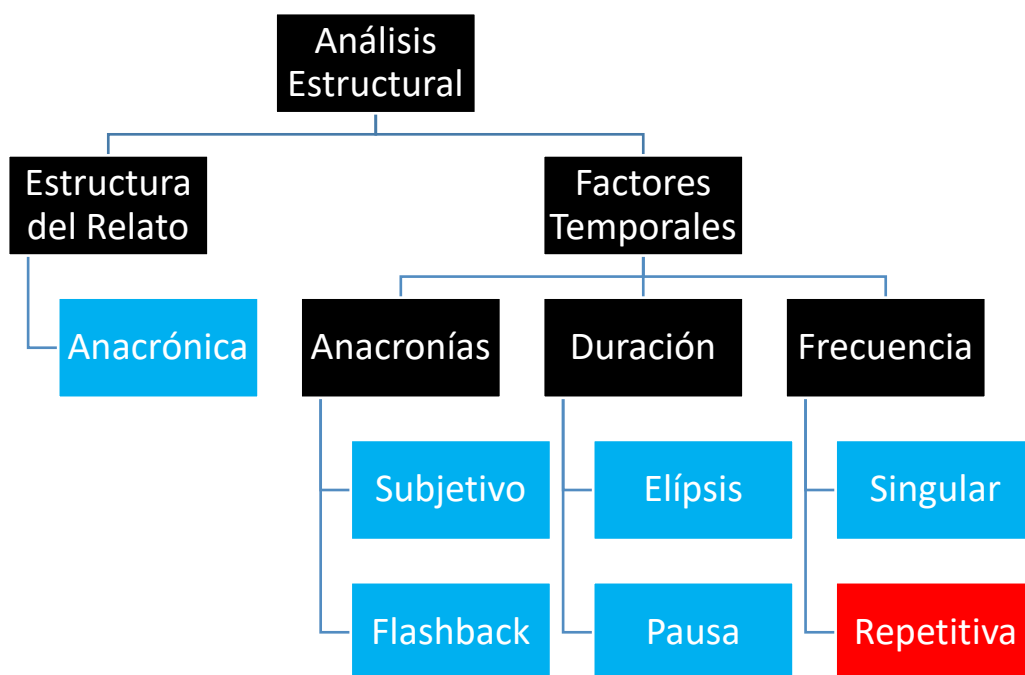 Análisis
Estructural
Estructura
del Relato
Factores
Temporales
Anacrónica
Anacronías
Duración
Frecuencia
Subjetivo
Elípsis
Singular
Flashback
Pausa
Repetitiva